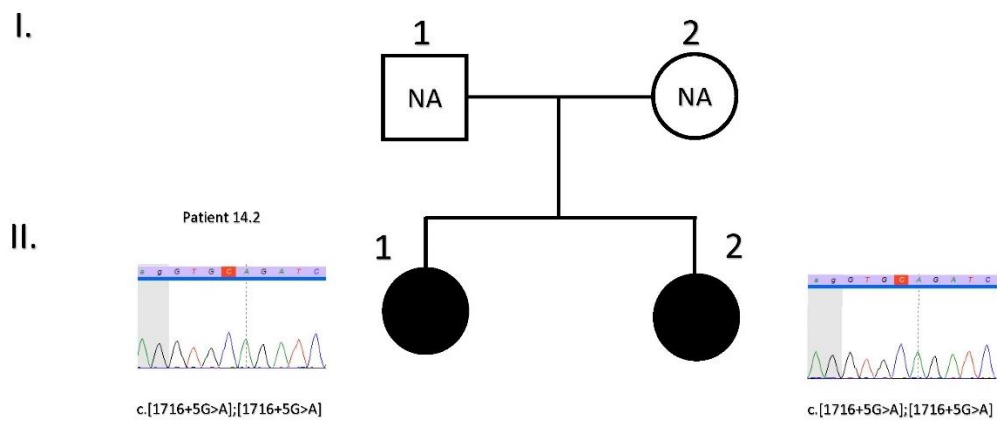 I.
1
2
NA
NA
II.
Patient 14.2
1
2
a g G T G C A G A T C
a g G T G C A G A T C
c.[1716+5G>A];[1716+5G>A]
c.[1716+5G>A];[1716+5G>A]